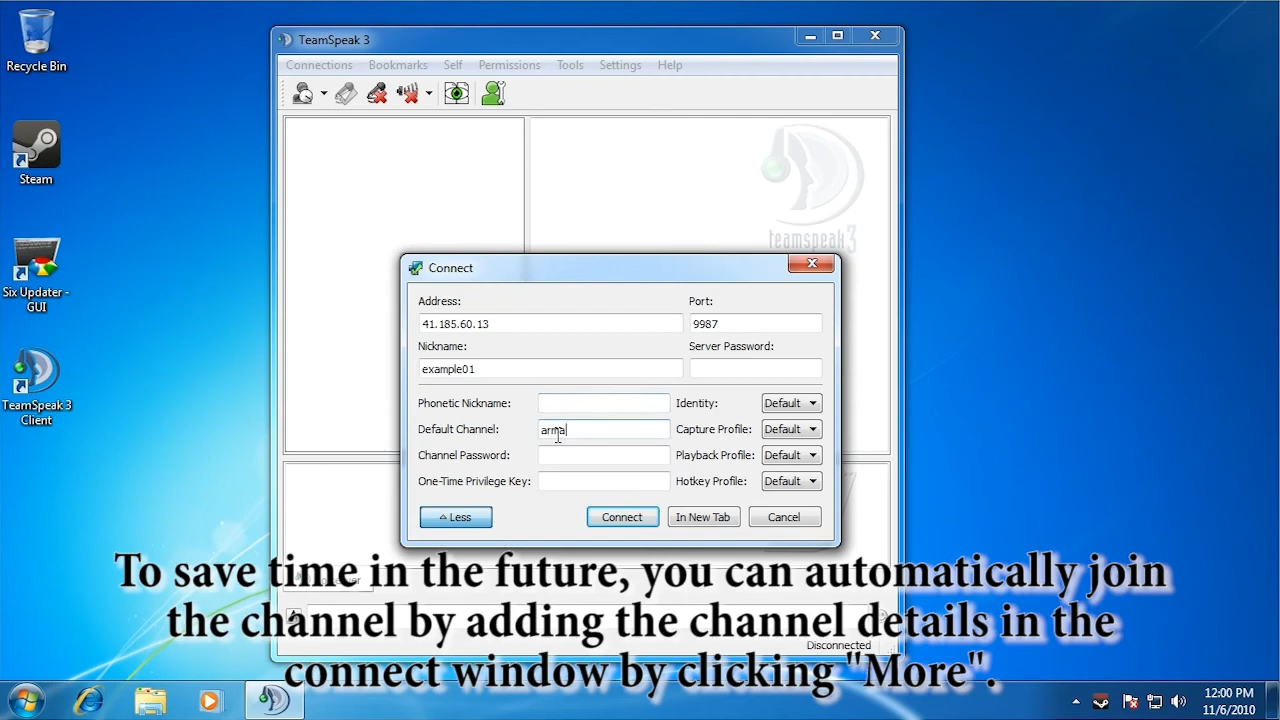 Recycle Bin
Steam
Six Updater -
GUI
TeamSpeak 3
Client
TeamSpeak 3
Connections Bookmarks Self Permissions Tools Settings Help
teamspeak3
Connect
Address: Port:
41.185.60.13 9987
Nickname: Server Password:
example01
Phonetic Nickname: Identity: Default
Default Channel: arma Capture Profile: Default
Channel Password: Playback Profile: Default
One-Time Privilege Key: Hotkey Profile: Default
Less Connect In New Tab Cancel
To save time in the future, you can automatically join
the channel by adding the channel details in the
connect window by clicking "More".
Disconnected
12:00 PM
11/6/2010